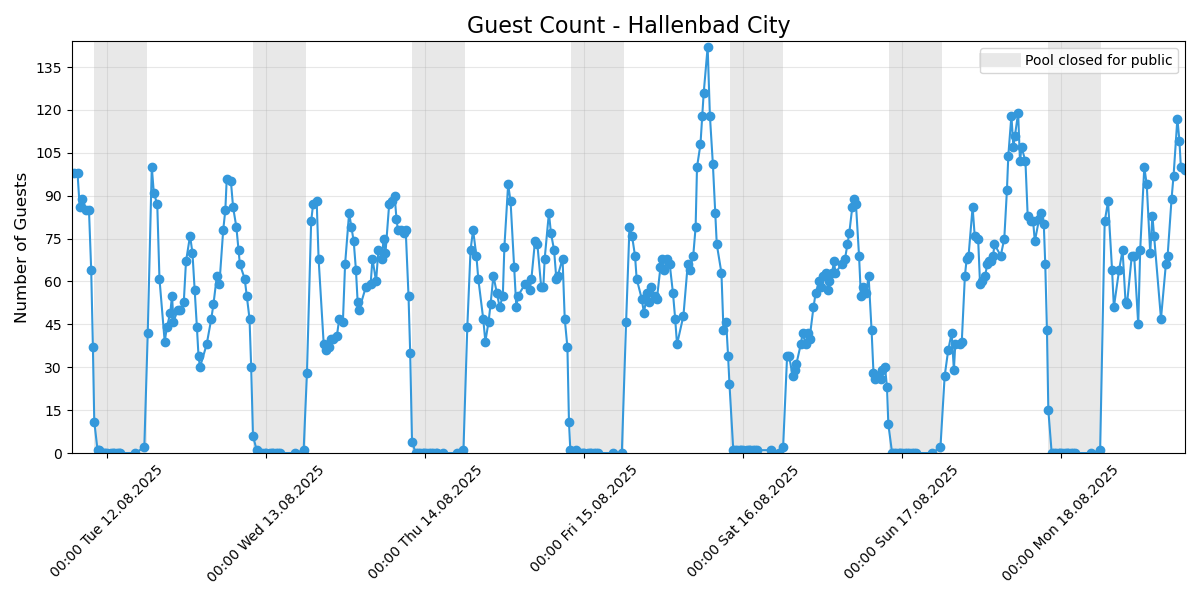 Guest Count - Hallenbad City
Pool closed for public
Number of Guests
135
120
105
90
75
60
45
30
15
0
00:00 Tue 12.08.2025
00:00 Wed 13.08.2025
00:00 Thu 14.08.2025
00:00 Fri 15.08.2025
00:00 Sat 16.08.2025
00:00 Sun 17.08.2025
00:00 Mon 18.08.2025